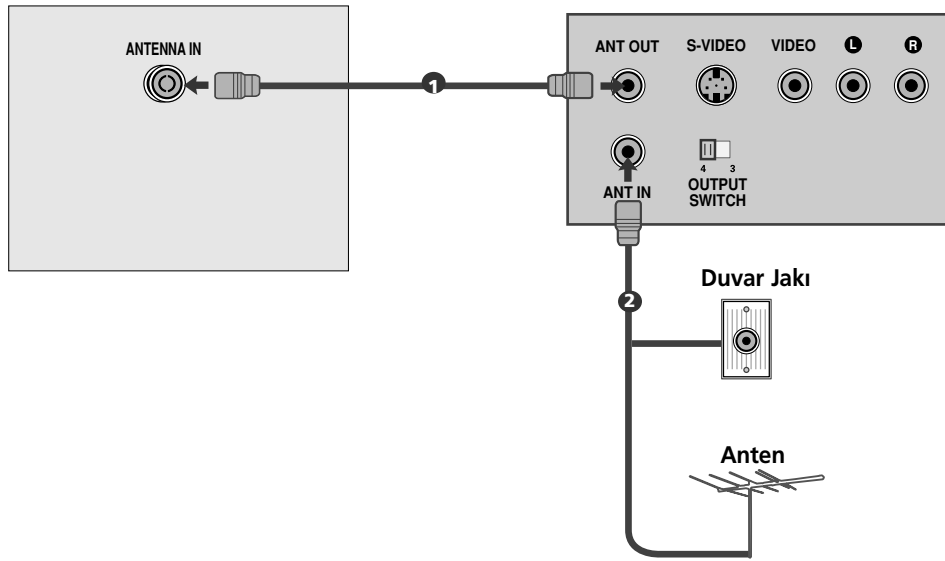 ANTENNA IN
ANT OUT S-VIDEO VIDEO L R
1
4 3
ANT IN
OUTPUT
SWITCH
Duvar Jakı
2
Anten